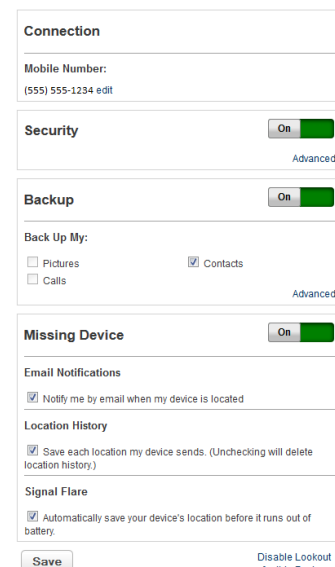 Connection
Mobile Number:
(555) 555-1234 edit
Security On
Advanced
Backup On
Back Up My:
Pictures Contacts
Calls
Advanced
Missing Device On
Email Notifications
Notify me by email when my device is located
Location History
Save each location my device sends. (Unchecking will delete
location history.)
Signal Flare
Automatically save your device's location before it runs out of
battery.
Save Disable Lookout